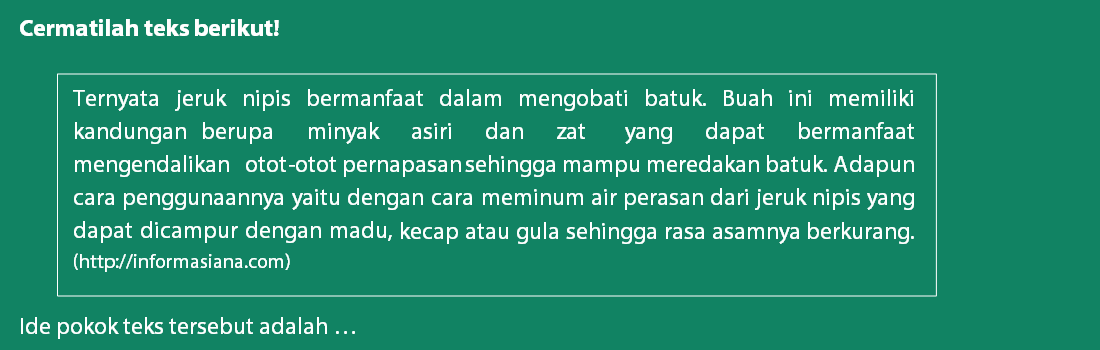 Cermatilah teks berikut!
Ternyata jeruk nipis bermanfaat dalam mengobati batuk. Buah ini memiliki
kandungan berupa minyak asiri dan zat yang dapat bermanfaat
mengendalikan otot-otot pernapasan sehingga mampu meredakan batuk. Adapun
cara penggunaannya yaitu dengan cara meminum air perasan dari jeruk nipis yang
dapat dicampur dengan madu, kecap atau gula sehingga rasa asamnya berkurang.
(http://informasiana.com)
Ide pokok teks tersebut adalah ...